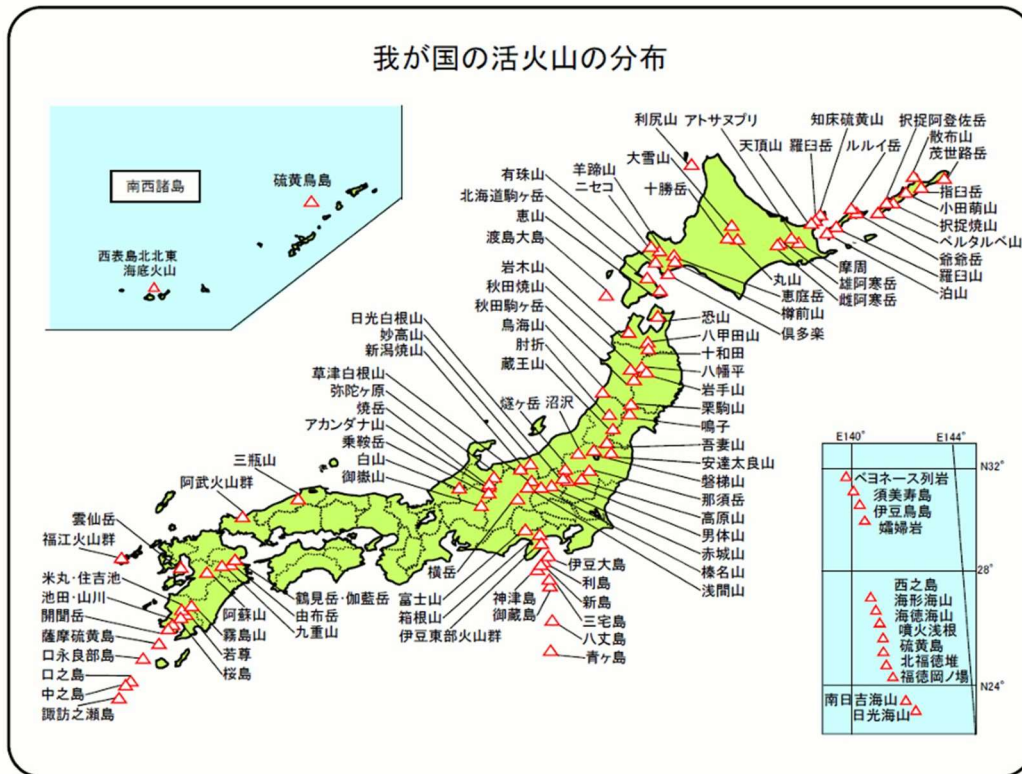 我が国の活火山の分布
南西諸島
硫黄鳥島
西表島北北東
海底火山
利尻山
アトサヌプリ
知床硫黄山
択捉阿登佐岳
天頂山
羅臼岳
ルルイ岳
散布山
茂世路岳
大雪山
十勝岳
羊蹄山
ニセコ
有珠山
北海道駒ヶ岳
恵山
渡島大島
指臼岳
小田萌山
択捉焼山
ベルタルベ山
爺爺岳
羅臼山
泊山
摩周
雄阿寒岳
雌阿寒岳
丸山
恵庭岳
樽前山
倶多楽
岩木山
秋田焼山
秋田駒ヶ岳
鳥海山
肘折
蔵王山
恐山
八甲田山
十和田
八幡平
岩手山
栗駒山
鳴子
吾妻山
安達太良山
磐梯山
那須岳
高原山
男体山
赤城山
榛名山
浅間山
日光白根山
妙高山
新潟焼山
燧ヶ岳
沼沢
草津白根山
弥陀ヶ原
焼岳
アカンダナ山
乗鞍岳
白山
御嶽山
三瓶山
阿武火山群
横岳
富士山
箱根山
伊豆東部火山群
伊豆大島
利島
新島
神津島
三宅島
御蔵島
八丈島
青ヶ島
雲仙岳
福江火山群
米丸・住吉池
池田・山川
開聞岳
薩摩硫黄島
口永良部島
口之島
中之島
諏訪之瀬島
鶴見岳・伽藍岳
由布岳
九重山
阿蘇山
霧島山
若尊
桜島
E140° E144°
N32°
ベヨネース列岩
須美寿島
伊豆鳥島
孀婦岩
N28°
西之島
海形海山
海徳海山
噴火浅根
硫黄島
北福徳堆
福徳岡ノ場
N24°
南日吉海山
日光海山